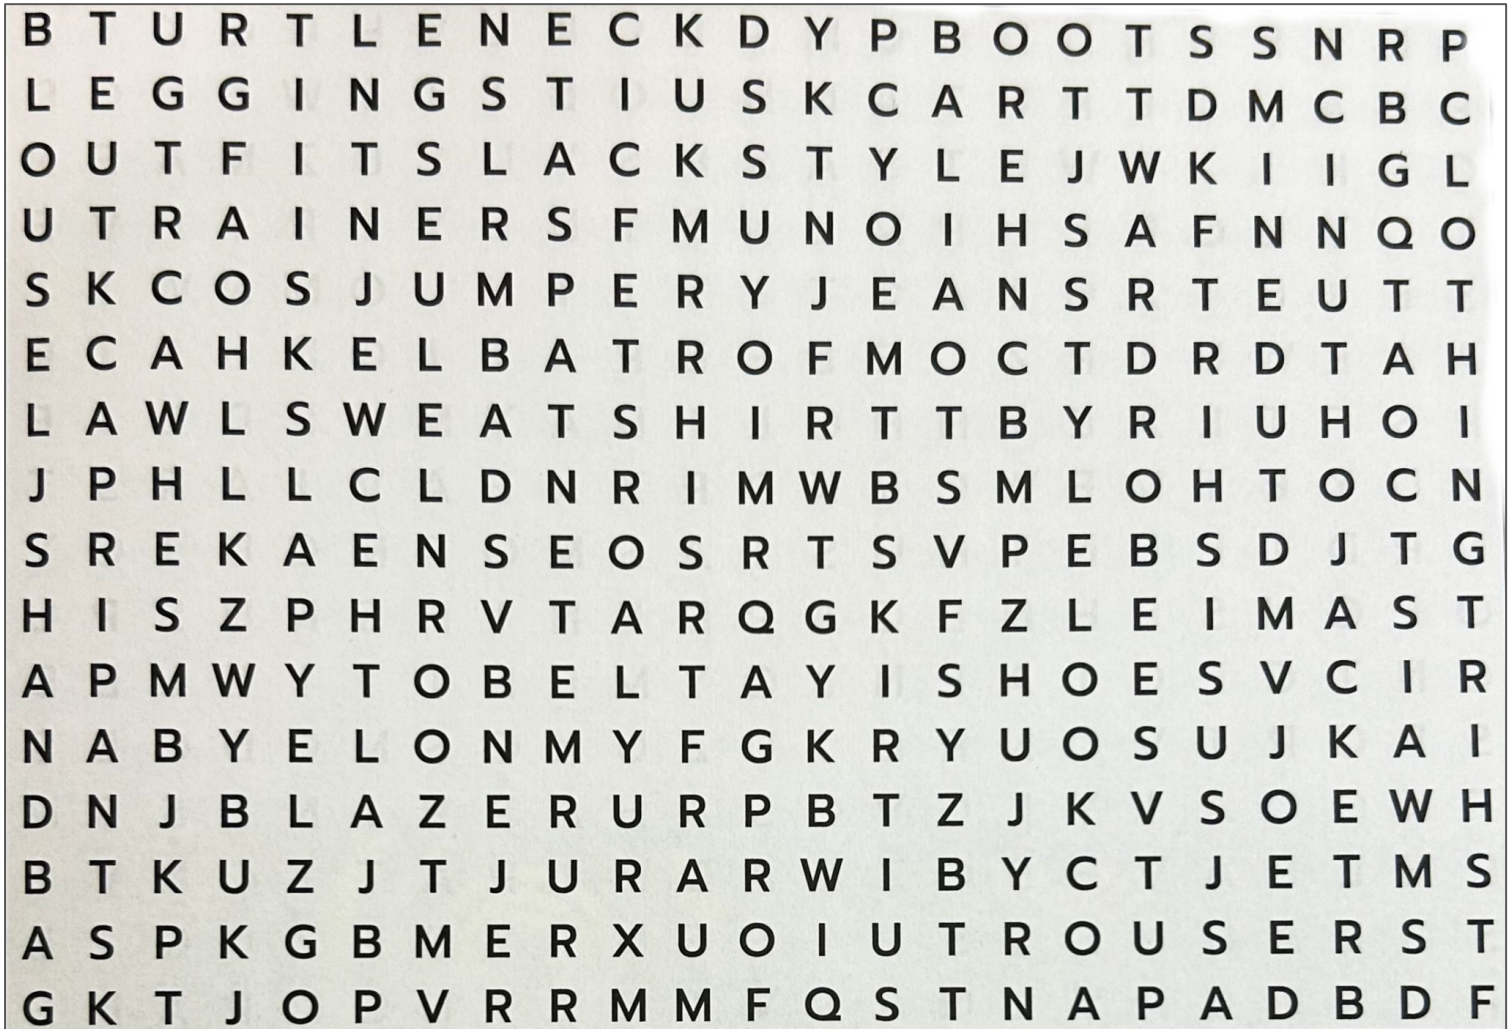 B T U R T L E N E C K D Y P B O O T S S N R P
L E G G I N G S T I U S K C A R T T D M C B C
O U T F I T S L A C K S T Y L E J W K I I G L
U T R A I N E R S F M U N O I H S A F N N Q O
S K C O S J U M P E R Y J E A N S R T E U T T
E C A H K E L B A T R O F M O C T D R D T A H
L A W L S W E A T S H I R T T B Y R I U H O I
J P H L L C L D N R I M W B S M L O H T O C N
S R E K A E N S E O S R T S V P E B S D J T G
H I S Z P H R V T A R Q G K F Z L E I M A S T
A P M W Y T O B E L T A Y I S H O E S V C I R
N A B Y E L O N M Y F G K R Y U O S U J K A I
D N J B L A Z E R U R P B T Z J K V S O E W H
B T K U Z J T J U R A R W I B Y C T J E T M S
A S P K G B M E R X U O I U T R O U S E R S T
G K T J O P V R R M M F Q S T N A P A D B D F